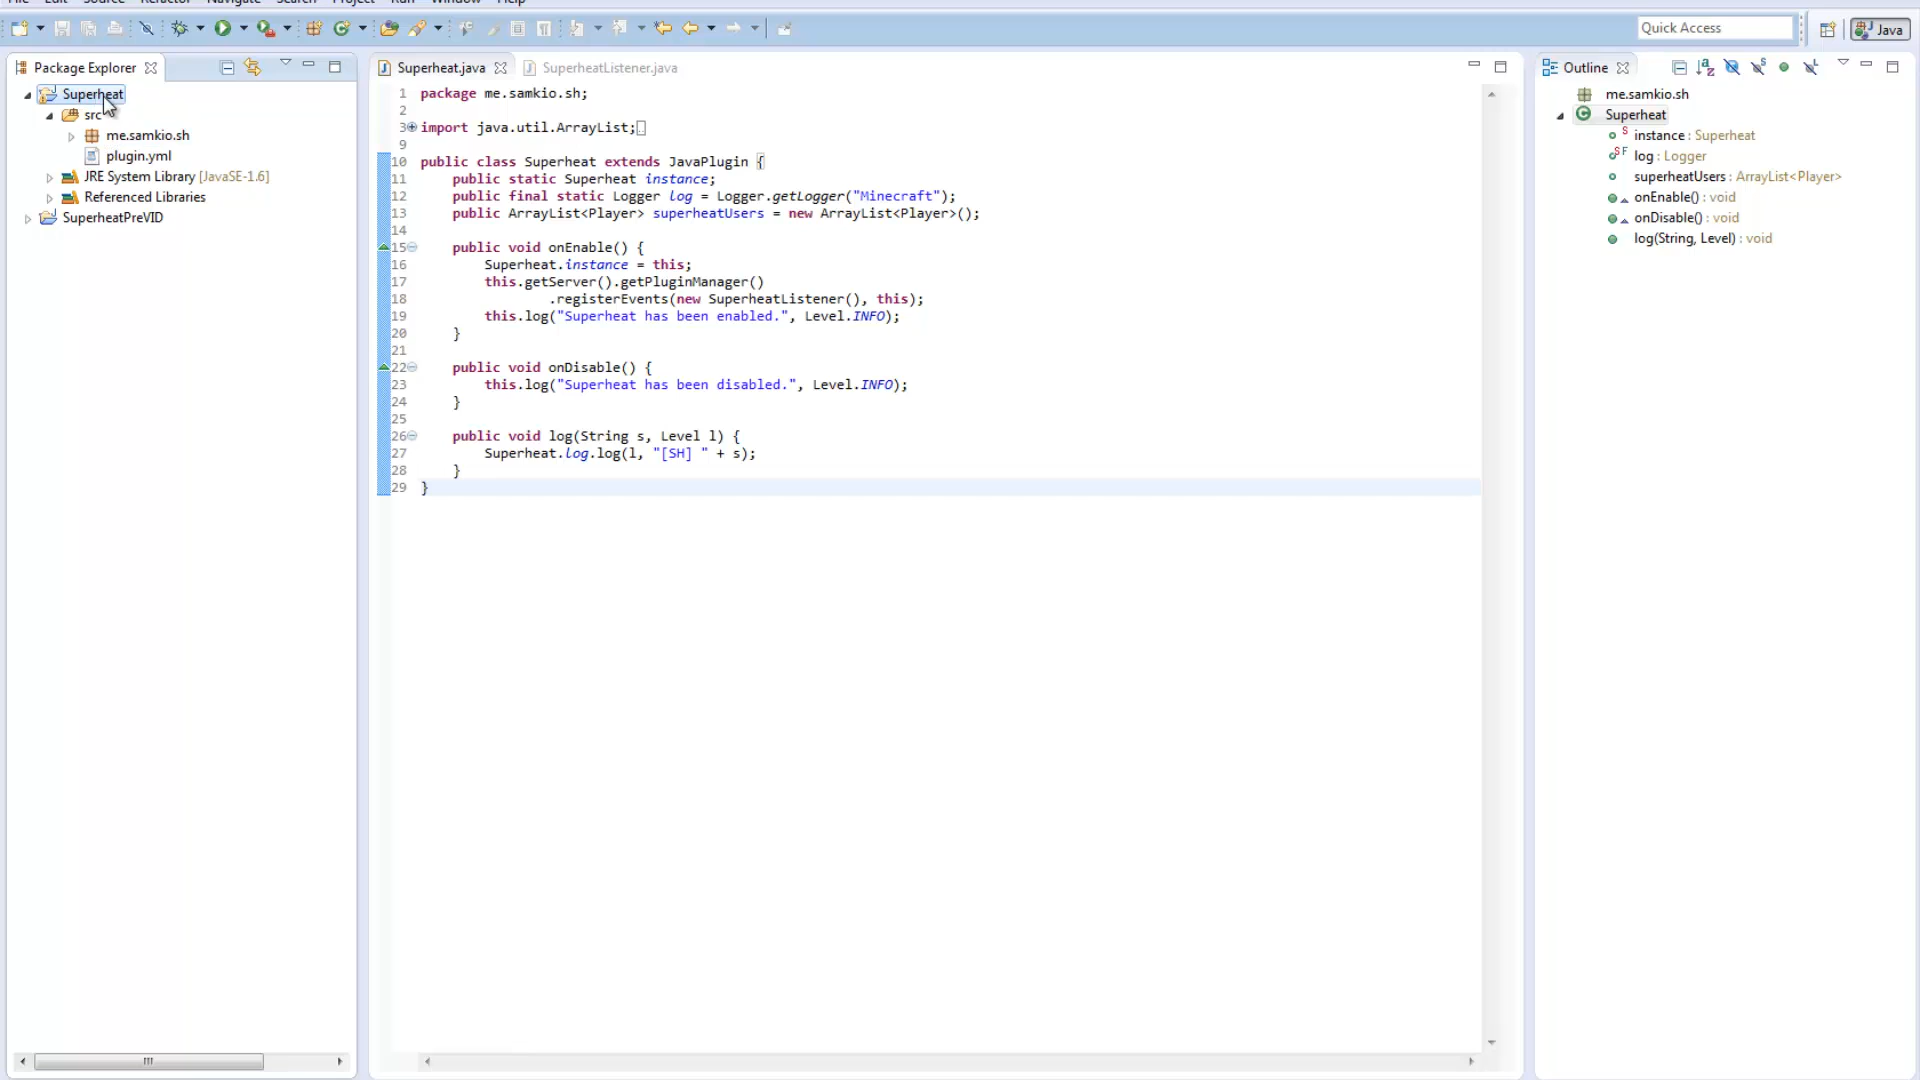 File Edit Source Refactor Navigate Search Project Run Window Help
Quick Access
Java
Package Explorer
Superheat
src
me.samkio.sh
plugin.yml
JRE System Library [JavaSE-1.6]
Referenced Libraries
SuperheatPreVID
Superheat.java
SuperheatListener.java
1 package me.samkio.sh;
2
3 import java.util.ArrayList;
9
10 public class Superheat extends JavaPlugin {
11 public static Superheat instance;
12 public final static Logger log = Logger.getLogger("Minecraft");
13 public ArrayList<Player> superheatUsers = new ArrayList<Player>();
14
15 public void onEnable() {
16 Superheat.instance = this;
17 this.getServer().getPluginManager()
18 .registerEvents(new SuperheatListener(), this);
19 this.log("Superheat has been enabled.", Level.INFO);
20 }
21
22 public void onDisable() {
23 this.log("Superheat has been disabled.", Level.INFO);
24 }
25
26 public void log(String s, Level l) {
27 Superheat.log.log(l, "[SH] " + s);
28 }
29 }
Outline
me.samkio.sh
Superheat
instance : Superheat
log : Logger
superheatUsers : ArrayList<Player>
onEnable() : void
onDisable() : void
log(String, Level) : void